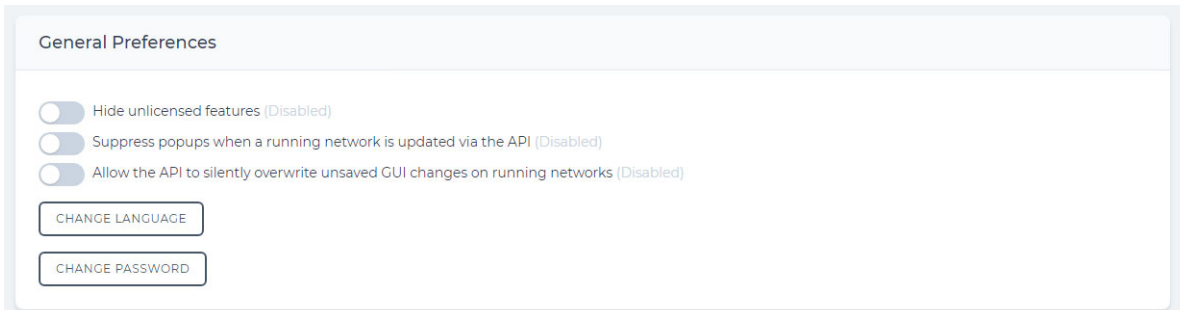 General Preferences
Hide unlicensed features (Disabled)
Suppress popups when a running network is updated via the API (Disabled)
Allow the API to silently overwrite unsaved GUI changes on running networks (Disabled)
CHANGE LANGUAGE
CHANGE PASSWORD